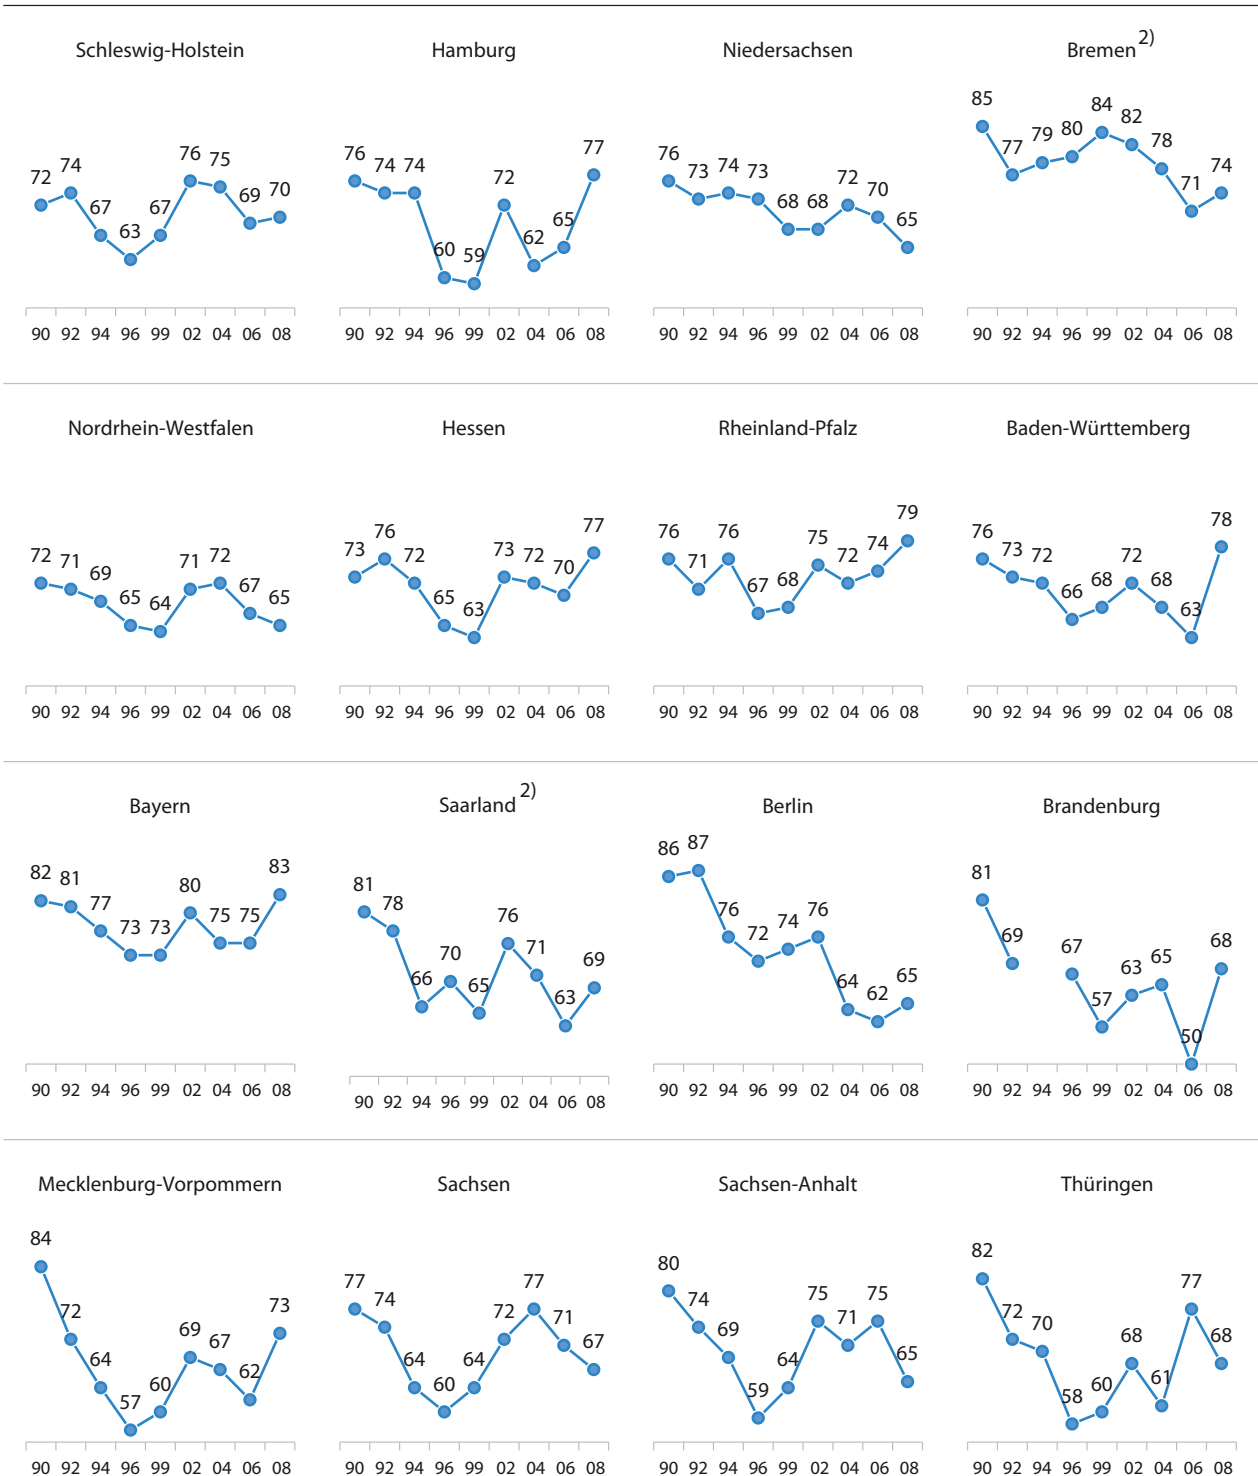 Schleswig-Holstein
72 74 67 63 67 76 75 69 70
90 92 94 96 99 02 04 06 08
Hamburg
76 74 74 60 59 72 62 65 77
90 92 94 96 99 02 04 06 08
Niedersachsen
76 73 74 73 68 68 72 70 65
90 92 94 96 99 02 04 06 08
Bremen 2)
85 77 79 80 84 82 78 71 74
90 92 94 96 99 02 04 06 08
Nordrhein-Westfalen
72 71 69 65 64 71 72 67 65
90 92 94 96 99 02 04 06 08
Hessen
73 76 72 65 63 73 72 70 77
90 92 94 96 99 02 04 06 08
Rheinland-Pfalz
76 71 76 67 68 75 72 74 79
90 92 94 96 99 02 04 06 08
Baden-Württemberg
76 73 72 66 68 72 68 63 78
90 92 94 96 99 02 04 06 08
Bayern
82 81 77 73 73 80 75 75 83
90 92 94 96 99 02 04 06 08
Saarland 2)
81 78 66 70 65 76 71 63 69
90 92 94 96 99 02 04 06 08
Berlin
86 87 76 72 74 76 64 62 65
90 92 94 96 99 02 04 06 08
Brandenburg
81 69 67 57 63 65 50 68
90 92 94 96 99 02 04 06 08
Mecklenburg-Vorpommern
84 72 64 57 60 69 67 62 73
90 92 94 96 99 02 04 06 08
Sachsen
77 74 64 60 64 72 77 71 67
90 92 94 96 99 02 04 06 08
Sachsen-Anhalt
80 74 69 59 64 75 71 75 65
90 92 94 96 99 02 04 06 08
Thüringen
82 72 70 58 60 68 61 77 68
90 92 94 96 99 02 04 06 08